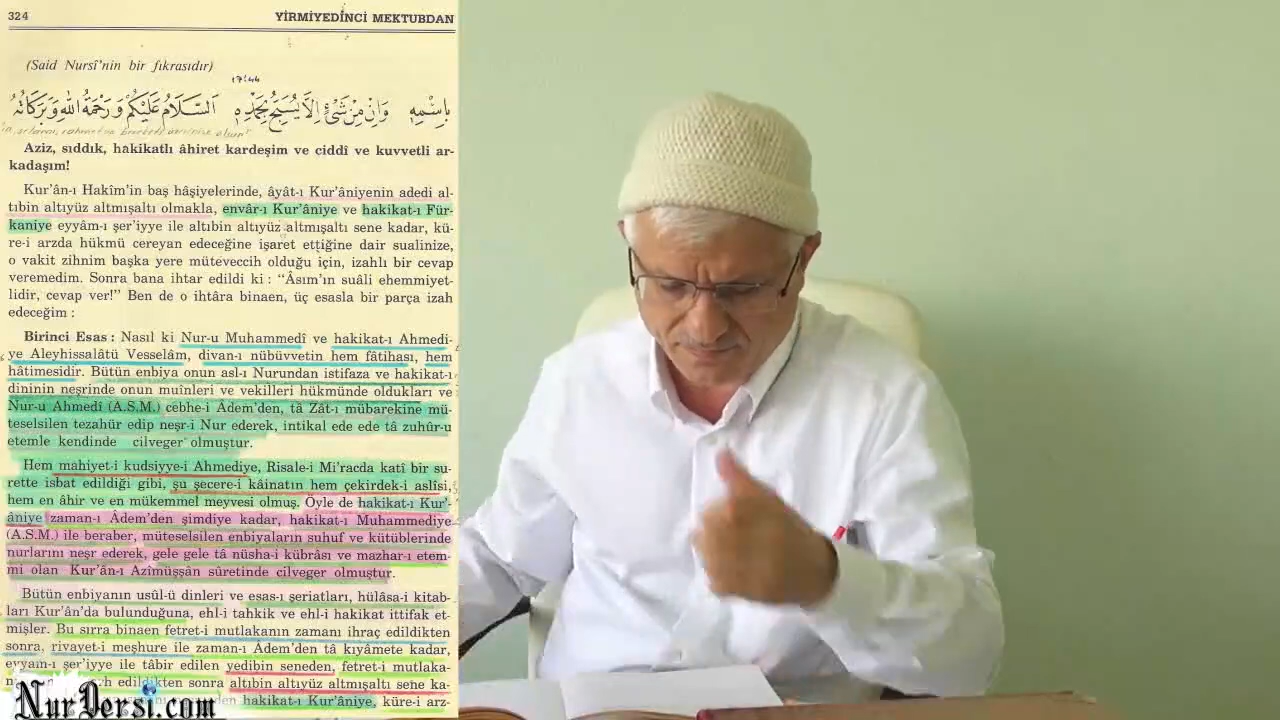 324 YİRMİYEDİNCİ MEKTUBDAN
(Said Nursî'nin bir fıkrasıdır)
17:44
بِاسْمِهِ وَاِنْ مِنْ شَىْءٍ اِلَّا يُسَبِّحُ بِحَمْدِهِ اَلسَّلَامُ عَلَيْكُمْ وَرَحْمَةُ اللهِ وَبَرَكَاتُهُ
Aziz, sıddık, hakikatlı âhiret kardeşim ve ciddî ve kuvvetli ar-
kadaşım!
Kur'ân-ı Hakîm'in baş hâşiyelerinde, âyât-ı Kur'âniyenin adedi al-
tıbin altıyüz altmışaltı olmakla, envâr-ı Kur'âniye ve hakikat-ı Für-
kaniye eyyâm-ı şer'iyye ile altıbin altıyüz altmışaltı sene kadar, kü-
re-i arzda hükmü cereyan edeceğine işaret ettiğine dair sualinize,
o vakit zihnim başka yere müteveccih olduğu için, izahlı bir cevap
veremedim. Sonra bana ihtar edildi ki : "Âsım'ın suâli ehemmiyet-
lidir, cevap ver!" Ben de o ihtâra binaen, üç esasla bir parça izah
edeceğim :
Birinci Esas : Nasıl ki Nur-u Muhammedî ve hakikat-ı Ahmedi-
ye Aleyhissalâtü Vesselâm, divan-ı nübüvvetin hem fâtihası, hem
hâtimesidir. Bütün enbiya onun asl-ı Nurundan istifaza ve hakikat-ı
dininin neşrinde onun muînleri ve vekilleri hükmünde oldukları ve
Nur-u Ahmedî (A.S.M.) cebhe-i Âdem'den, tâ Zât-ı mübarekine mü-
teselsilen tezahür edip neşr-i Nur ederek, intikal ede ede tâ zuhûr-u
etemle kendinde cilveger olmuştur.
Hem mahiyet-i kudsiyye-i Ahmediye, Risale-i Mi'racda katî bir su-
rette isbat edildiği gibi, şu şecere-i kâinatın hem çekirdek-i aslîsi,
hem en âhir ve en mükemmel meyvesi olmuş. Öyle de hakikat-ı Kur'-
âniye zaman-ı Âdem'den şimdiye kadar, hakikat-ı Muhammediye
(A.S.M.) ile beraber, müteselsilen enbiyaların suhuf ve kütüblerinde
nurlarını neşr ederek, gele gele tâ nüsha-i kübrâsı ve mazhar-ı etem-
mi olan Kur'ân-ı Azîmüşşân sûretinde cilveger olmuştur.
Bütün enbiyanın usûl-ü dinleri ve esas-ı şeriatları, hülâsa-i kitab-
ları Kur'ân'da bulunduğuna, ehl-i tahkik ve ehl-i hakikat ittifak et-
mişler. Bu sırra binaen fetret-i mutlakanın zamanı ihraç edildikten
sonra, rivayet-i meşhure ile zaman-ı Âdem'den tâ kıyâmete kadar,
eyyam-ı şer'iyye ile tâbir edilen yedibin seneden, fetret-i mutlaka-
edildikten sonra altıbin altıyüz altmışaltı sene ka-
hakikat-ı Kur'âniye, küre-i arz-
NurDersi.com